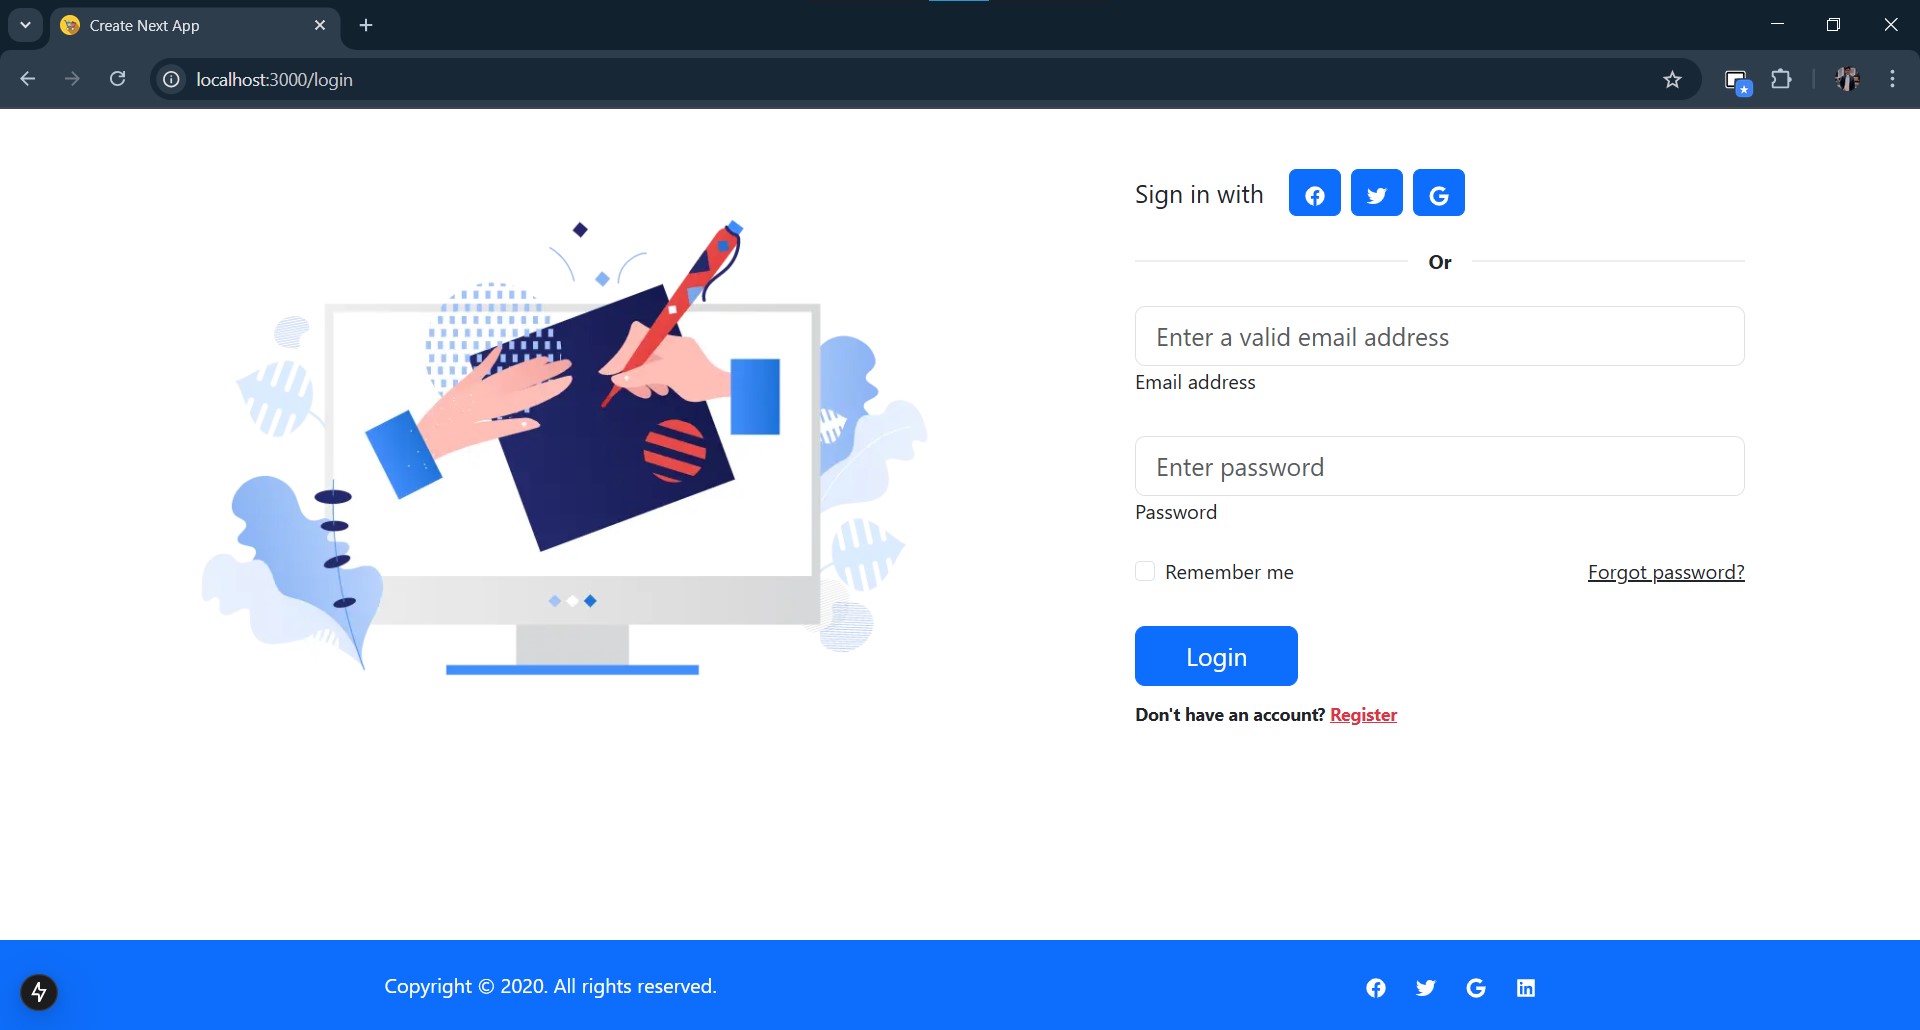 Create Next App
localhost:3000/login
Sign in with
Or
Enter a valid email address
Email address
Enter password
Password
Remember me
Forgot password?
Login
Don't have an account? Register
Copyright © 2020. All rights reserved.